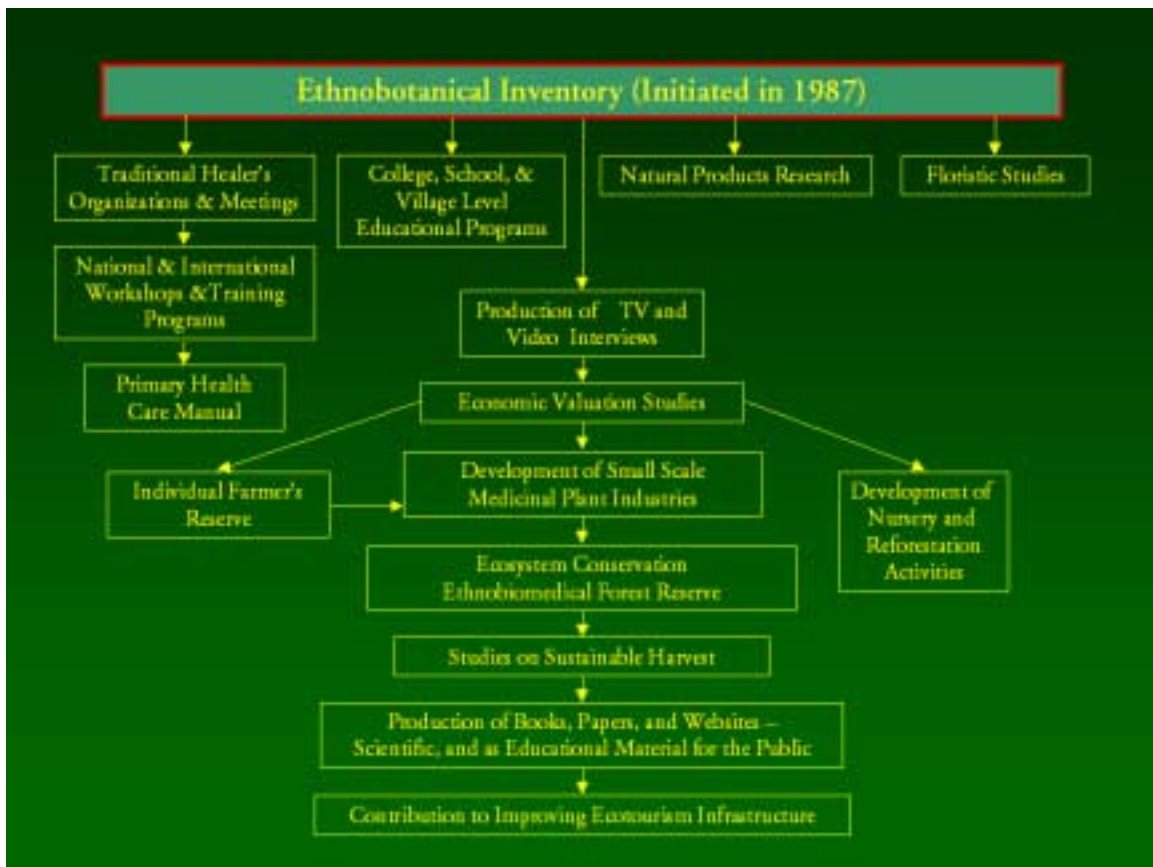 Ethnobotanical Inventory (Initiated in 1987)
Traditional Healer's
Organizations & Meetings
College, School, &
Village Level
Educational Programs
Natural Products Research
Floristic Studies
National & International
Workshops &Training
Programs
Production of TV and
Video Interviews
Primary Health
Care Manual
Economic Valuation Studies
Individual Farmer's
Reserve
Development of Small Scale
Medicinal Plant Industries
Development of
Nursery and
Reforestation
Activities
Ecosystem Conservation
Ethnobiomedical Forest Reserve
Studies on Sustainable Harvest
Production of Books, Papers, and Websites –
Scientific, and as Educational Material for the Public
Contribution to Improving Ecotourism Infrastructure